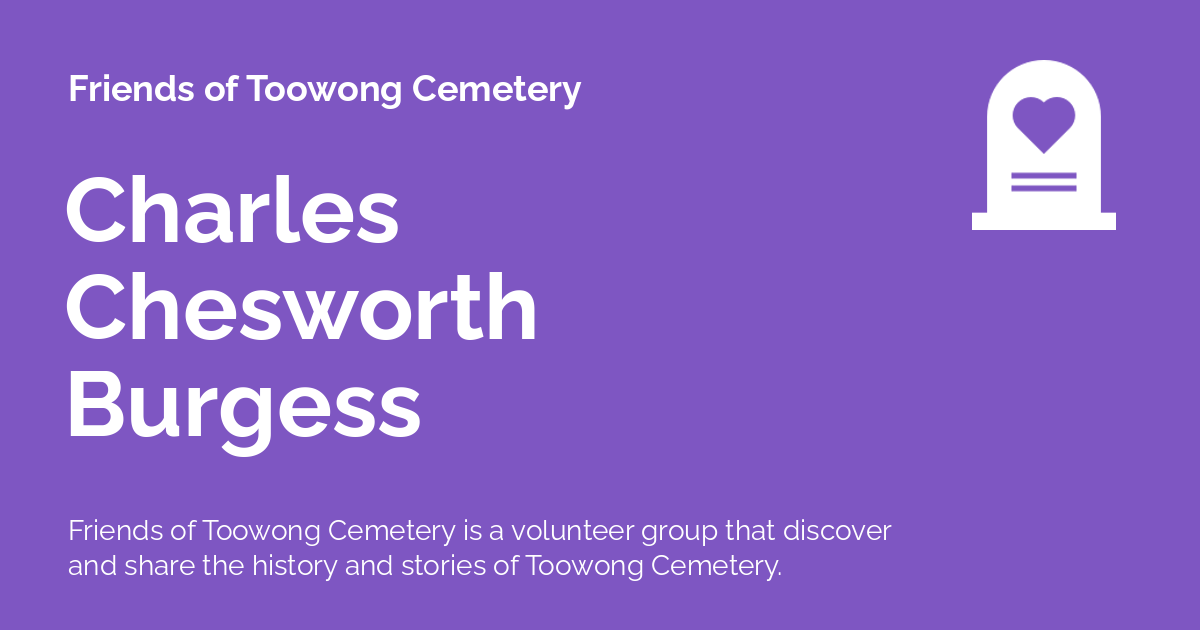 Friends of Toowong Cemetery
Charles
Chesworth
Burgess
Friends of Toowong Cemetery is a volunteer group that discover
and share the history and stories of Toowong Cemetery.